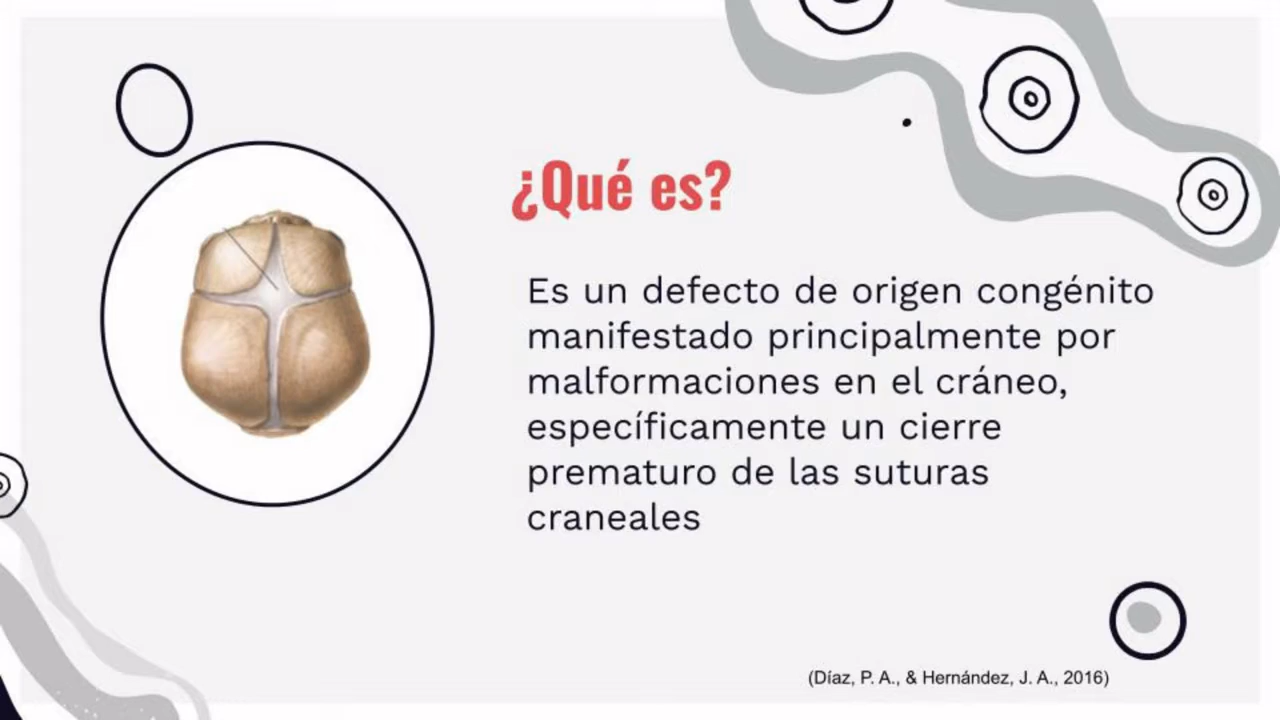 ¿Qué es?
Es un defecto de origen congénito
manifestado principalmente por
malformaciones en el cráneo,
específicamente un cierre
prematuro de las suturas
craneales
(Díaz, P. A., & Hernández, J. A., 2016)